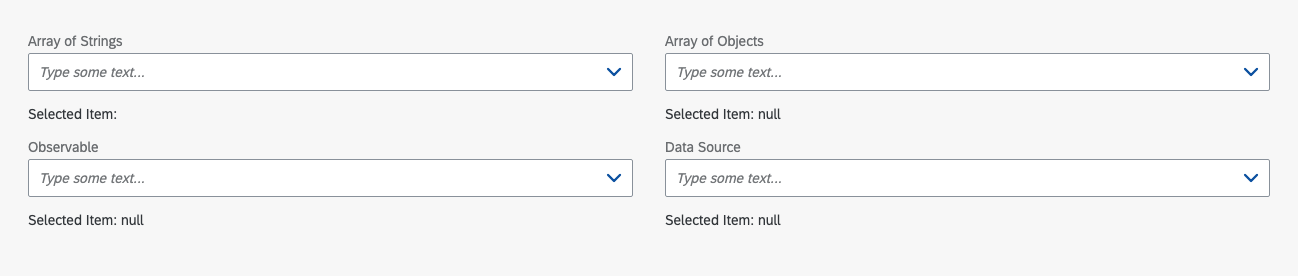 Array of Strings
Type some text...
Selected Item:
Array of Objects
Type some text...
Selected Item: null
Observable
Type some text...
Selected Item: null
Data Source
Type some text...
Selected Item: null